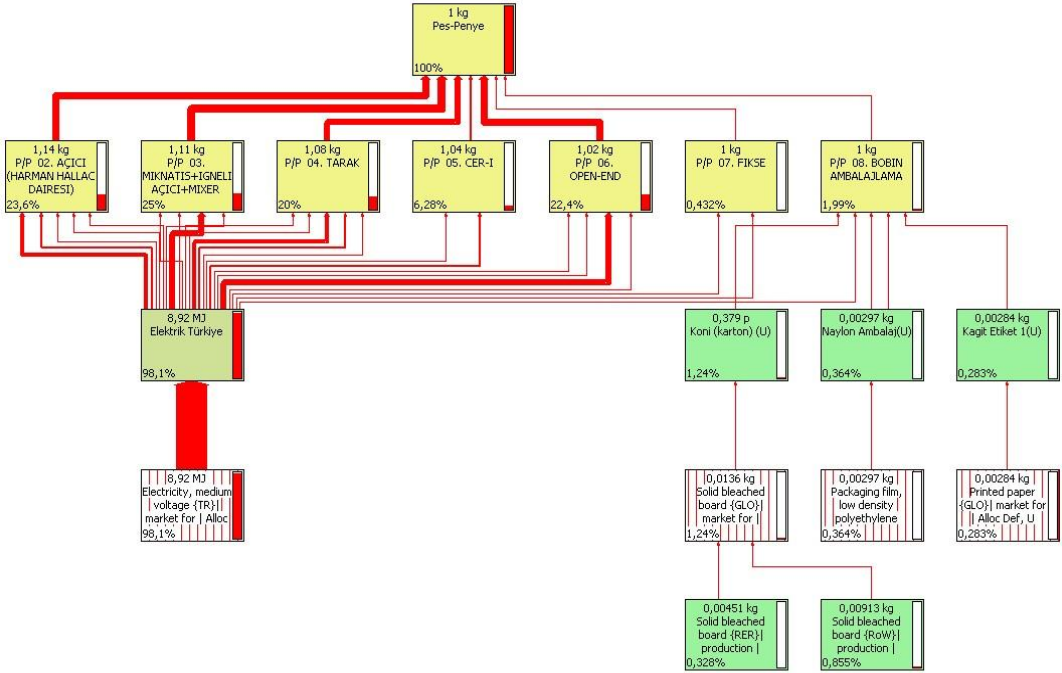 1 kg
Pes-Penye
100%
1,14 kg
P/P 02. AÇICI
(HARMAN HALLAC
DAIRESI)
23,6%
1,11 kg
P/P 03.
MIKNATIS+IGNELI
AÇICI+MIXER
25%
1,08 kg
P/P 04. TARAK
20%
1,04 kg
P/P 05. CER-I
6,28%
1,02 kg
P/P 06.
OPEN-END
22,4%
1 kg
P/P 07. FIKSE
0,432%
1 kg
P/P 08. BOBIN
AMBALAJLAMA
1,99%
8,92 MJ
Elektrik Türkiye
98,1%
0,379 p
Koni (karton) (U)
1,24%
0,00297 kg
Naylon Ambalaj(U)
0,364%
0,00284 kg
Kagit Etiket 1(U)
0,283%
8,92 MJ
Electricity, medium
voltage {TR}|
market for | Alloc
98,1%
0,0136 kg
Solid bleached
board {GLO}|
market for |
1,24%
0,00297 kg
Packaging film,
low density
polyethylene
0,364%
0,00284 kg
Printed paper
{GLO}| market for
| Alloc Def, U
0,283%
0,00451 kg
Solid bleached
board {RER}|
production |
0,328%
0,00913 kg
Solid bleached
board {RoW}|
production |
0,855%